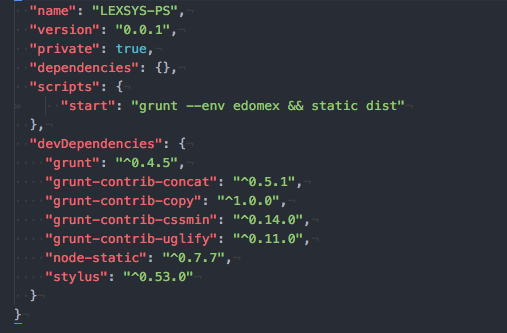 "name": "LEXSYS-PS",
"version": "0.0.1",
"private": true,
"dependencies": {},
"scripts": {
"start": "grunt --env edomex && static dist"
},
"devDependencies": {
"grunt": "^0.4.5",
"grunt-contrib-concat": "^0.5.1",
"grunt-contrib-copy": "^1.0.0",
"grunt-contrib-cssmin": "^0.14.0",
"grunt-contrib-uglify": "^0.11.0",
"node-static": "^0.7.7",
"stylus": "^0.53.0"
}
}